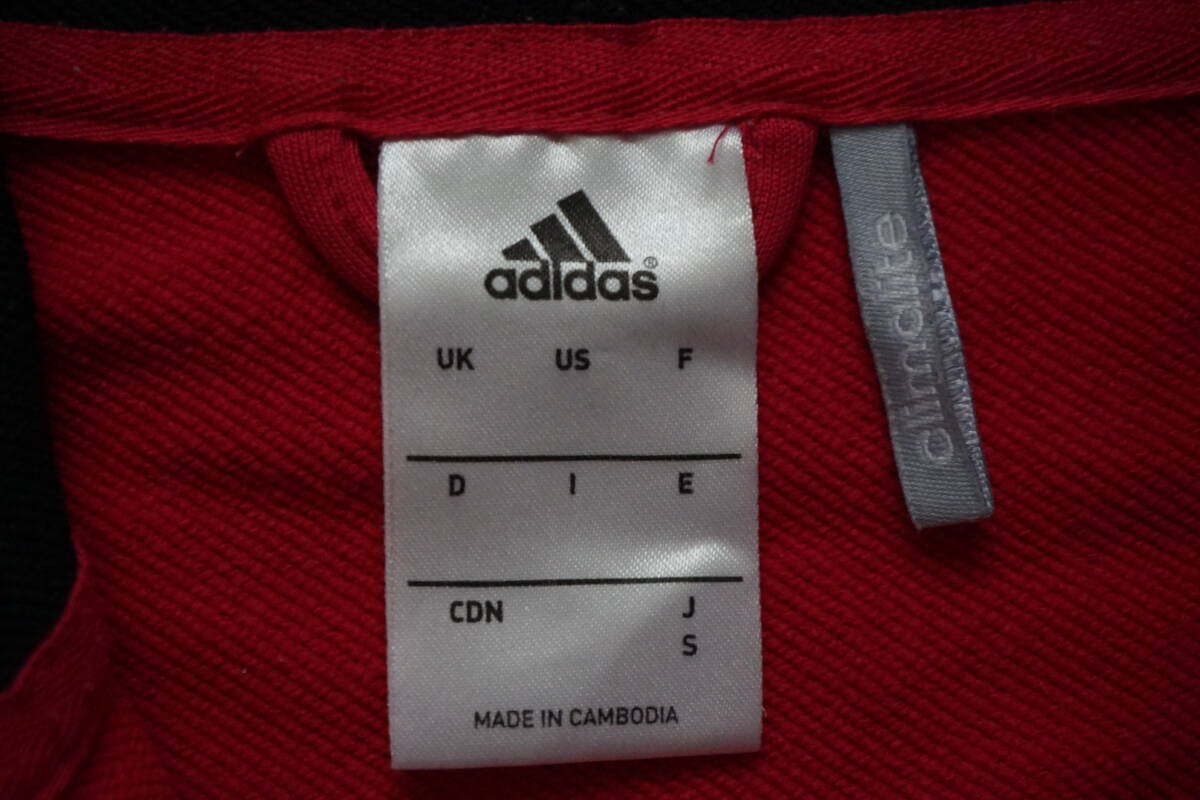 adidas®
UK US F
D I E
CDN J
S
MADE IN CAMBODIA
climalite